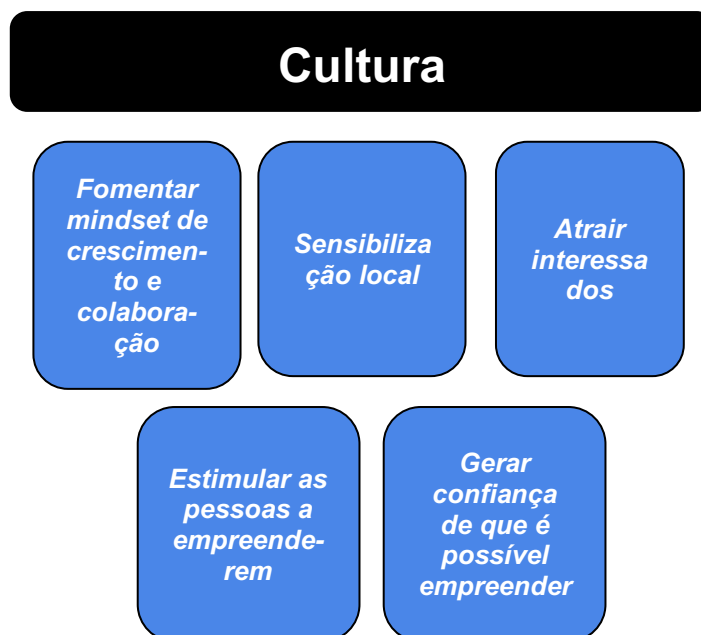 Cultura
Fomentar
mindset de
crescimen-
to e
colabora-
ção
Sensibiliza
ção local
Atrair
interessa
dos
Estimular as
pessoas a
empreende-
rem
Gerar
confiança
de que é
possível
empreender